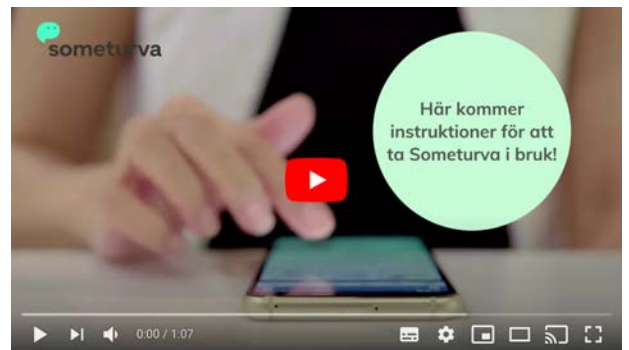 someturva
Här kommer
instruktioner för att
ta Someturva i bruk!
0:00 / 1:07